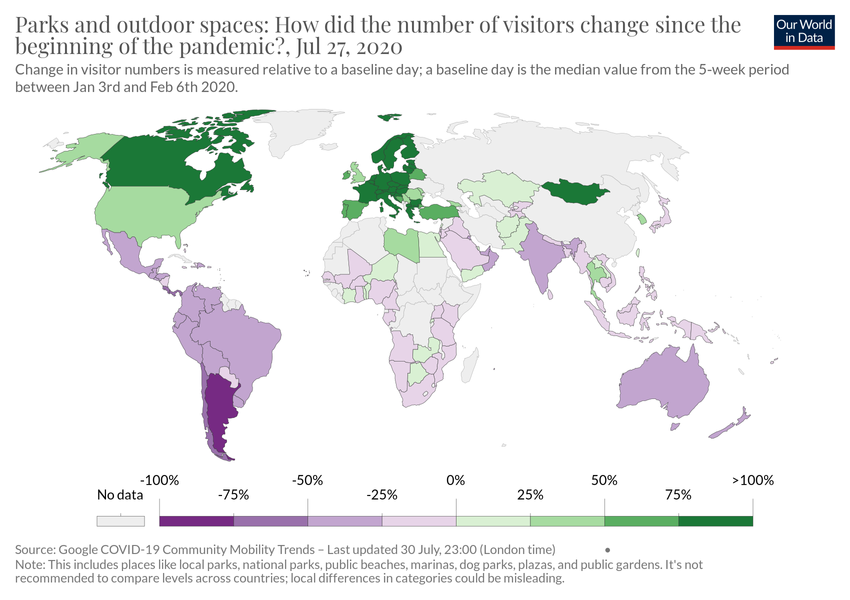 Parks and outdoor spaces: How did the number of visitors change since the
beginning of the pandemic?, Jul 27, 2020
Our World
in Data
Change in visitor numbers is measured relative to a baseline day; a baseline day is the median value from the 5-week period
between Jan 3rd and Feb 6th 2020.
-100% -50% 0% 50% >100%
No data -75% -25% 25% 75%
Source: Google COVID-19 Community Mobility Trends – Last updated 30 July, 23:00 (London time)
Note: This includes places like local parks, national parks, public beaches, marinas, dog parks, plazas, and public gardens. It's not
recommended to compare levels across countries; local differences in categories could be misleading.